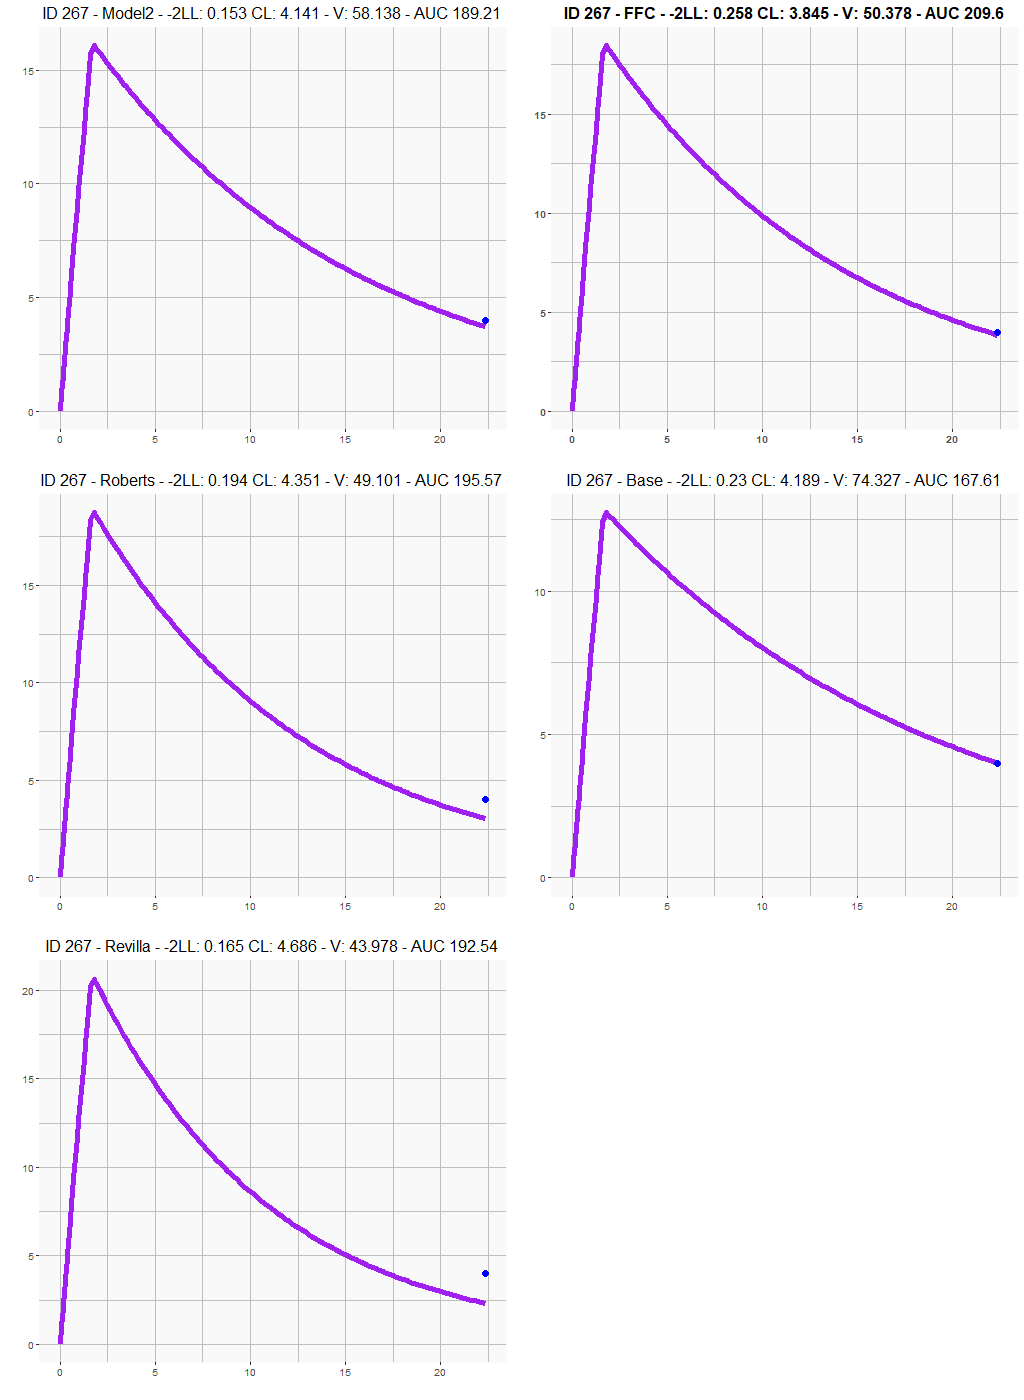 ID 267 - Model2 - -2LL: 0.153 CL: 4.141 - V: 58.138 - AUC 189.21
15
10
5
0
0 5 10 15 20
ID 267 - FFC - -2LL: 0.258 CL: 3.845 - V: 50.378 - AUC 209.6
15
10
5
0
0 5 10 15 20
ID 267 - Roberts - -2LL: 0.194 CL: 4.351 - V: 49.101 - AUC 195.57
15
10
5
0
0 5 10 15 20
ID 267 - Base - -2LL: 0.23 CL: 4.189 - V: 74.327 - AUC 167.61
10
5
0
0 5 10 15 20
ID 267 - Revilla - -2LL: 0.165 CL: 4.686 - V: 43.978 - AUC 192.54
20
15
10
5
0
0 5 10 15 20